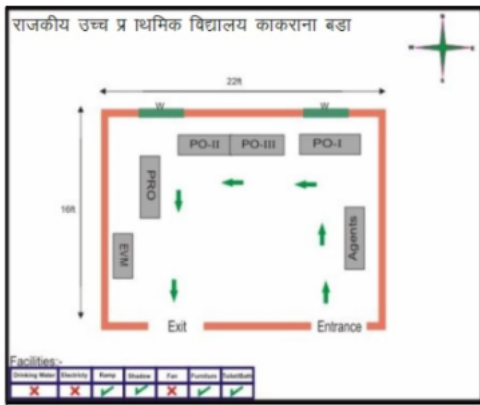 राजकीय उच्च प्र ाथमिक विद्यालय काकराना बडा
22ft
W W
PO-II PO-III PO-I
PRO
16ft
Agents
EVM
Exit Entrance
Facilities:-
Drinking Water Electricity Ramp Shadow Fan Furniture Toilet/Bath